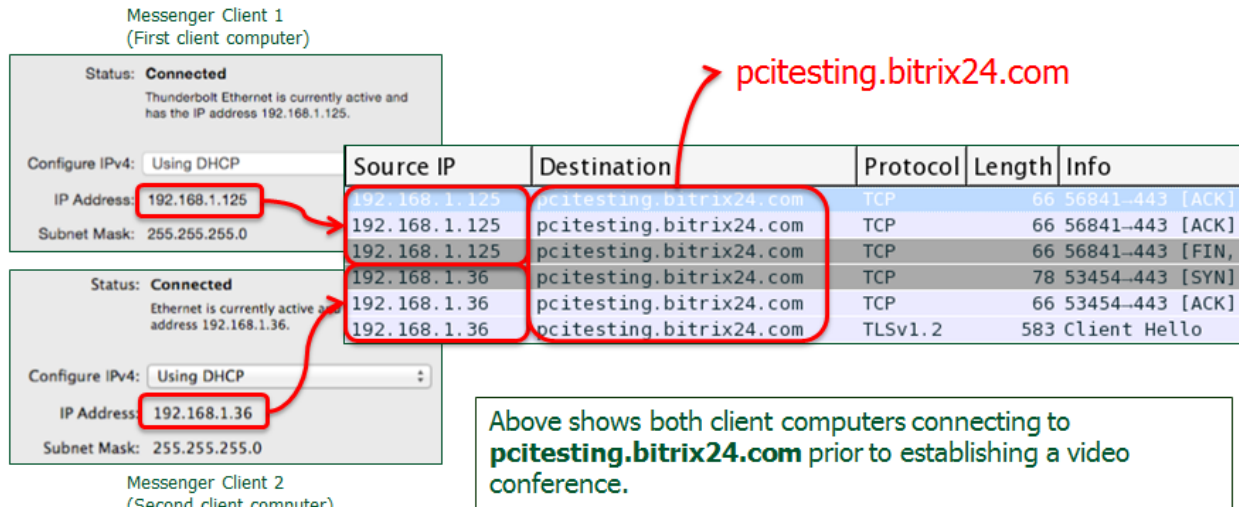 Messenger Client 1
(First client computer)
Status: Connected
Thunderbolt Ethernet is currently active and
has the IP address 192.168.1.125.
Configure IPv4: Using DHCP
IP Address: 192.168.1.125
Subnet Mask: 255.255.255.0
pcitesting.bitrix24.com
Source IP Destination Protocol Length Info
192.168.1.125 pcitesting.bitrix24.com TCP 66 56841→443 [ACK]
192.168.1.125 pcitesting.bitrix24.com TCP 66 56841→443 [ACK]
192.168.1.125 pcitesting.bitrix24.com TCP 66 56841→443 [FIN,
192.168.1.36 pcitesting.bitrix24.com TCP 78 53454→443 [SYN]
192.168.1.36 pcitesting.bitrix24.com TCP 66 53454→443 [ACK]
192.168.1.36 pcitesting.bitrix24.com TLSv1.2 583 Client Hello
Status: Connected
Ethernet is currently active and
address 192.168.1.36.
Configure IPv4: Using DHCP
IP Address: 192.168.1.36
Subnet Mask: 255.255.255.0
Messenger Client 2
(Second client computer)
Above shows both client computers connecting to
pcitesting.bitrix24.com prior to establishing a video
conference.